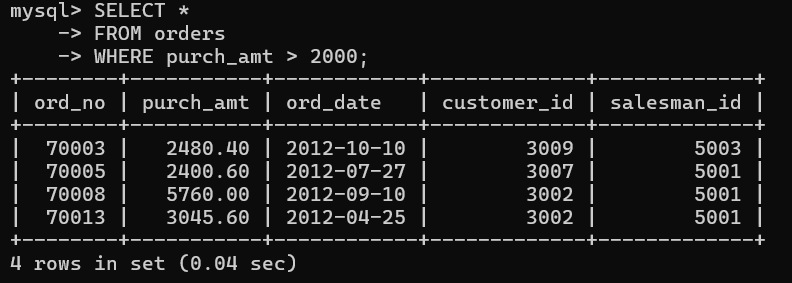 mysql> SELECT *
    -> FROM orders
    -> WHERE purch_amt > 2000;
+--------+-----------+------------+-------------+-------------+
| ord_no | purch_amt | ord_date   | customer_id | salesman_id |
+--------+-----------+------------+-------------+-------------+
|  70003 |   2480.40 | 2012-10-10 |        3009 |        5003 |
|  70005 |   2400.60 | 2012-07-27 |        3007 |        5001 |
|  70008 |   5760.00 | 2012-09-10 |        3002 |        5001 |
|  70013 |   3045.60 | 2012-04-25 |        3002 |        5001 |
+--------+-----------+------------+-------------+-------------+
4 rows in set (0.04 sec)